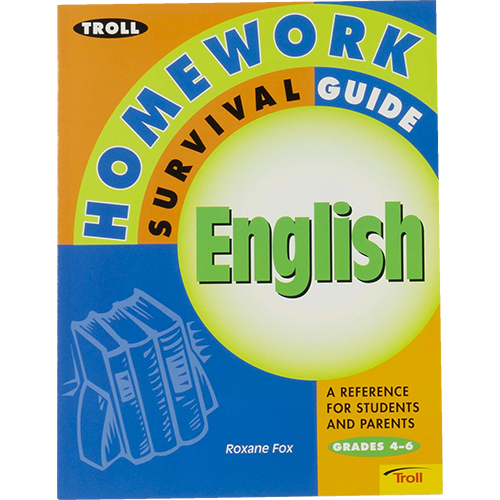 TROLL
HOMEWORK
SURVIVAL GUIDE
English
A REFERENCE
FOR STUDENTS
AND PARENTS
GRADES 4–6
Roxane Fox
Troll